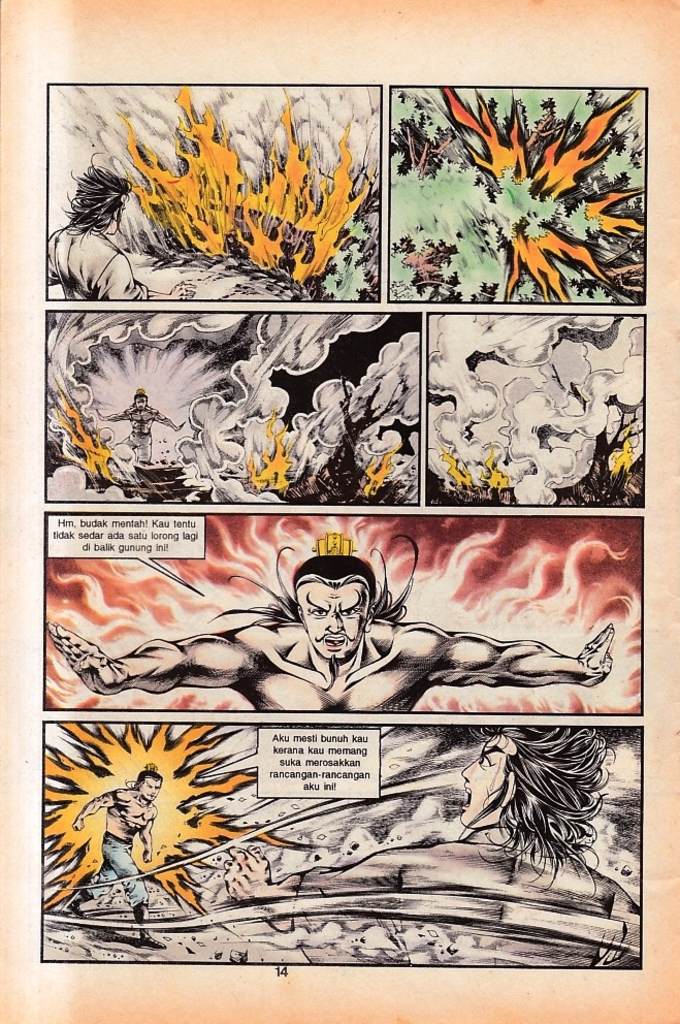 Hm, budak mentah! Kau tentu
tidak sedar ada satu lorong lagi
di balik gunung ini!
Aku mesti bunuh kau
kerana kau memang
suka merosakkan
rancangan-rancangan
aku ini!
14